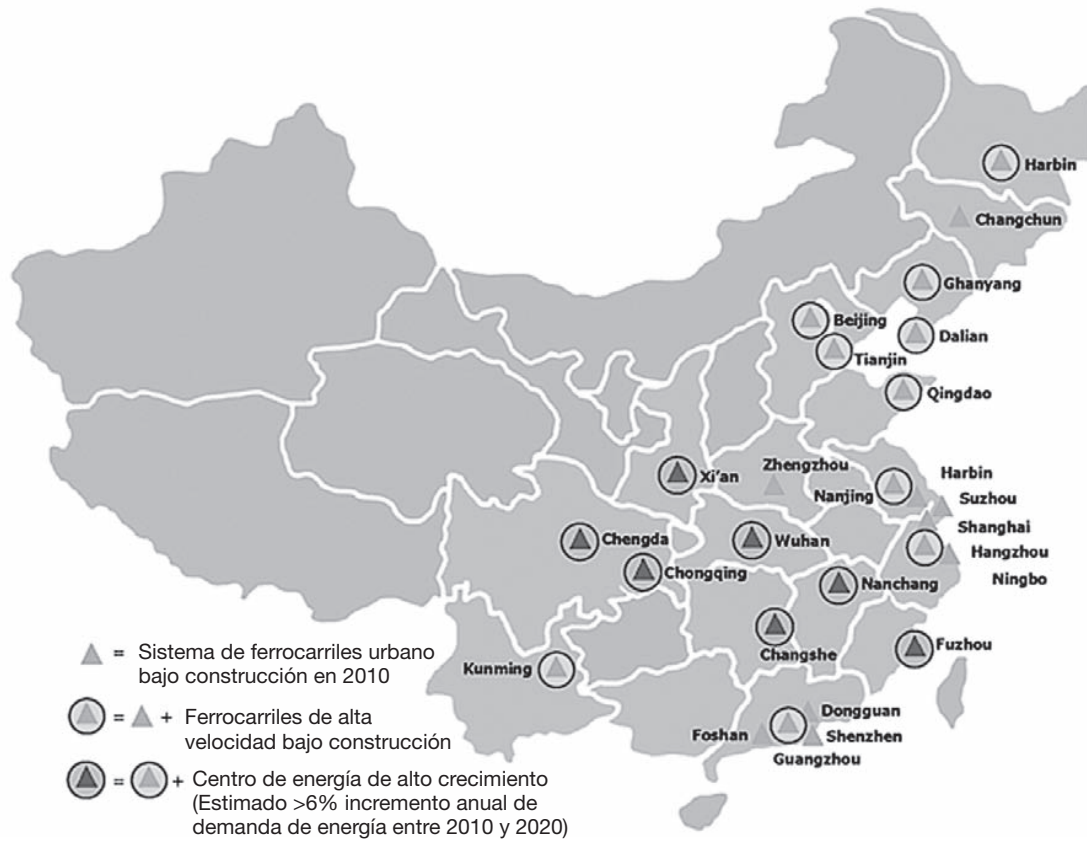 Harbin
Changchun
Ghanyang
Beijing
Dalian
Tianjin
Qingdao
Xi'an
Zhengzhou
Harbin
Nanjing
Suzhou
Shanghai
Chengda
Wuhan
Hangzhou
Chongqing
Nanchang
Ningbo
Changshe
Fuzhou
Kunming
Dongguan
Foshan
Shenzhen
Guangzhou
= Sistema de ferrocarriles urbano
bajo construcción en 2010
= + Ferrocarriles de alta
velocidad bajo construcción
= + Centro de energía de alto crecimiento
(Estimado >6% incremento anual de
demanda de energía entre 2010 y 2020)